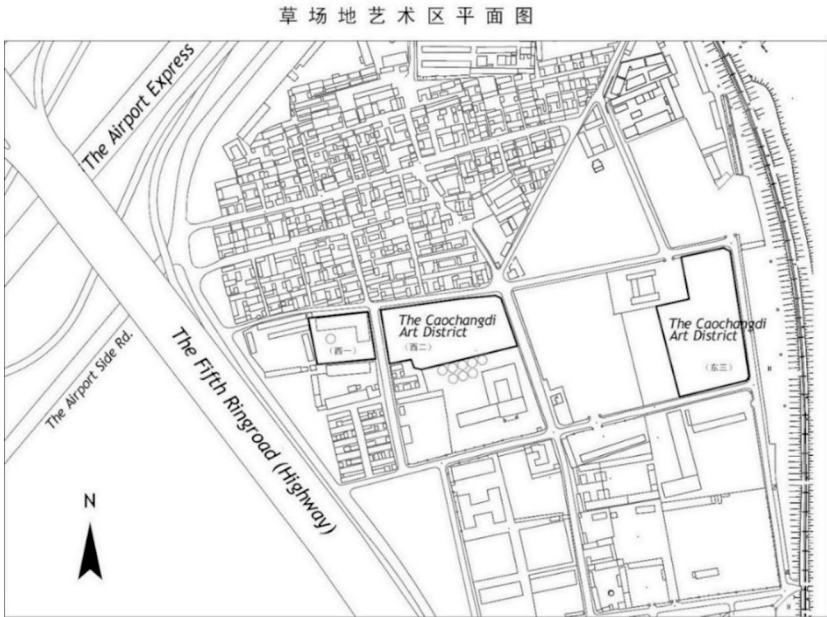 草场地艺术区平面图
The Airport Express
The Airport Side Rd.
The Fifth Ringroad (Highway)
The Caochangdi
Art District
（西一）
（西二）
The Caochangdi
Art District
（东三）
N